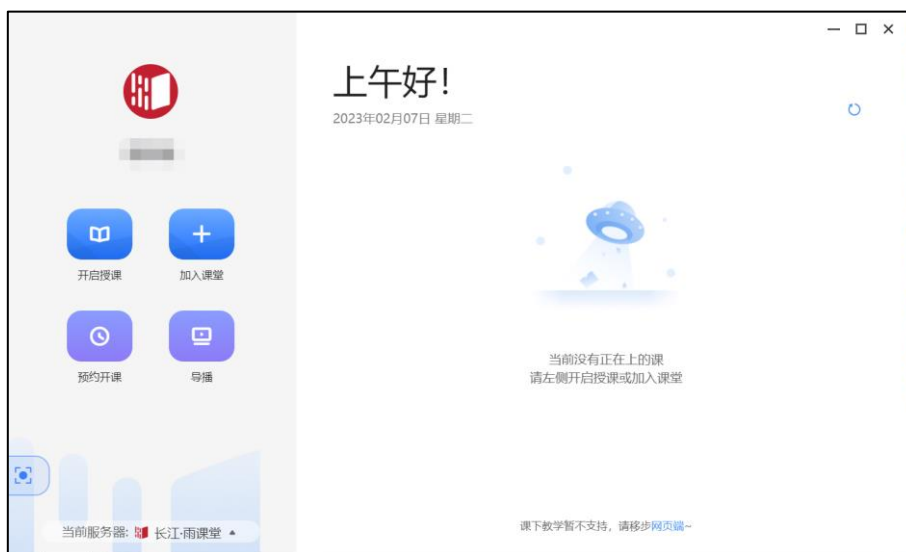 上午好!
2023年02月07日 星期二
开启授课
加入课堂
预约开课
导播
当前没有正在上的课
请左侧开启授课或加入课堂
当前服务器: 长江·雨课堂
课下教学暂不支持，请移步网页端~